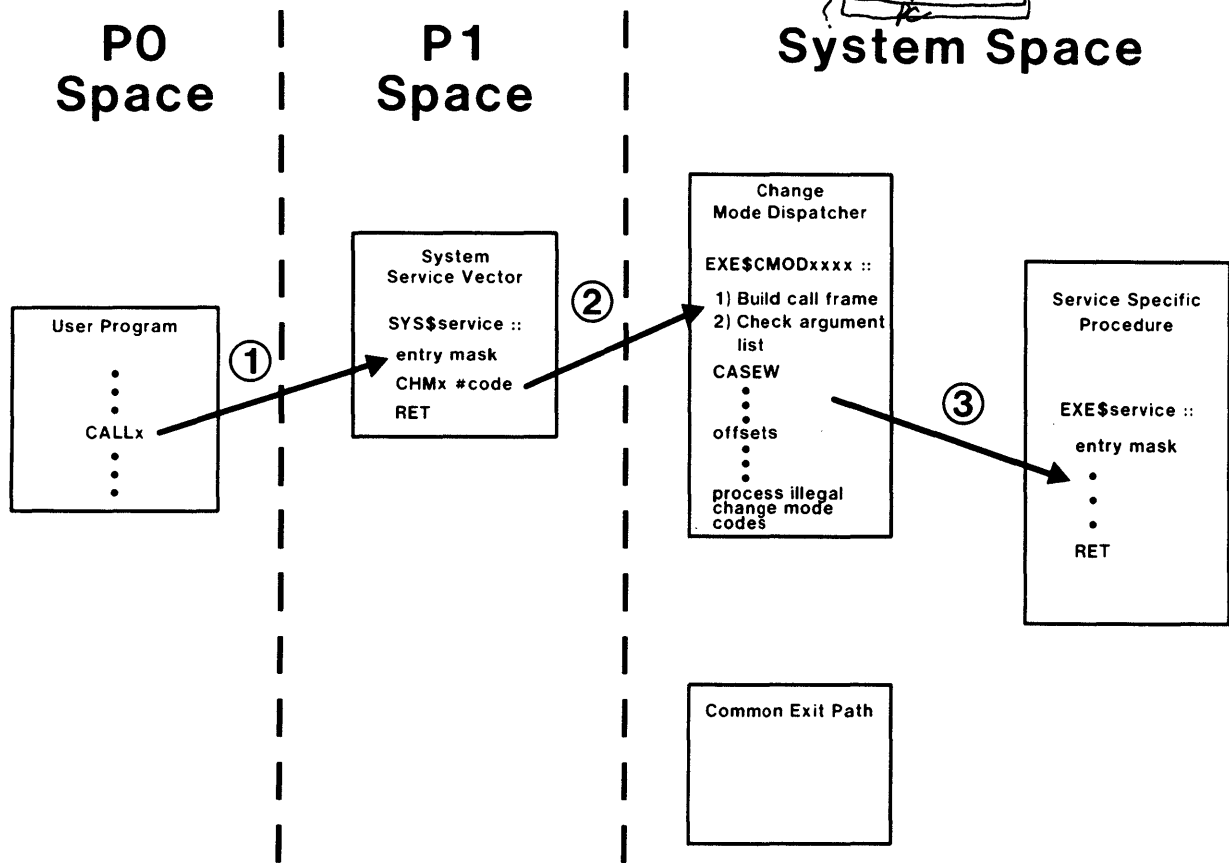 P0
Space
P1
Space
System Space
User Program
CALLx
①
System
Service Vector
SYS$service ::
entry mask
CHMx #code
RET
②
Change
Mode Dispatcher
EXE$CMODxxxx ::
1) Build call frame
2) Check argument
list
CASEW
offsets
process illegal
change mode
codes
③
Service Specific
Procedure
EXE$service ::
entry mask
RET
Common Exit Path